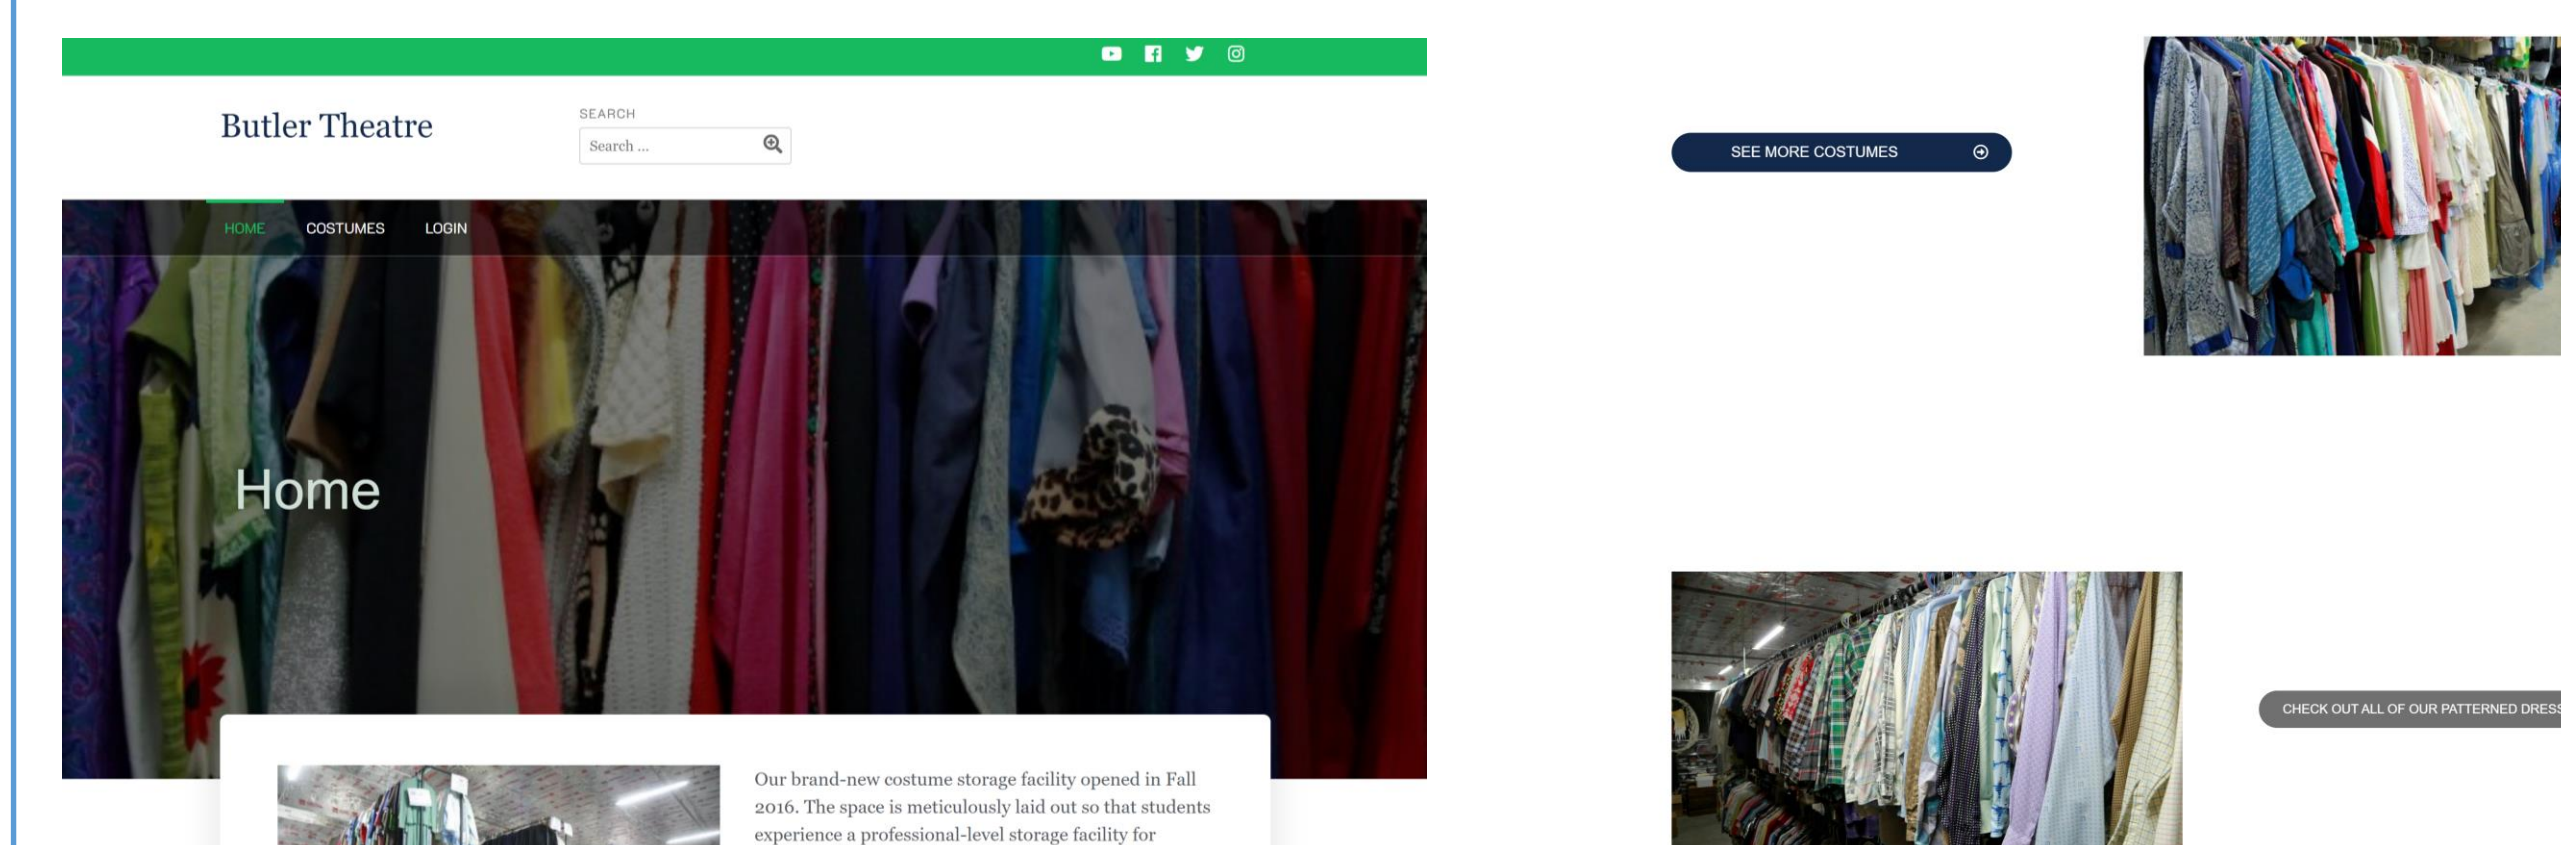 Butler Theatre
SEARCH
Search ...
HOME COSTUMES LOGIN
Home
Our brand-new costume storage facility opened in Fall
2016. The space is meticulously laid out so that students
experience a professional-level storage facility for
SEE MORE COSTUMES
CHECK OUT ALL OF OUR PATTERNED DRESS